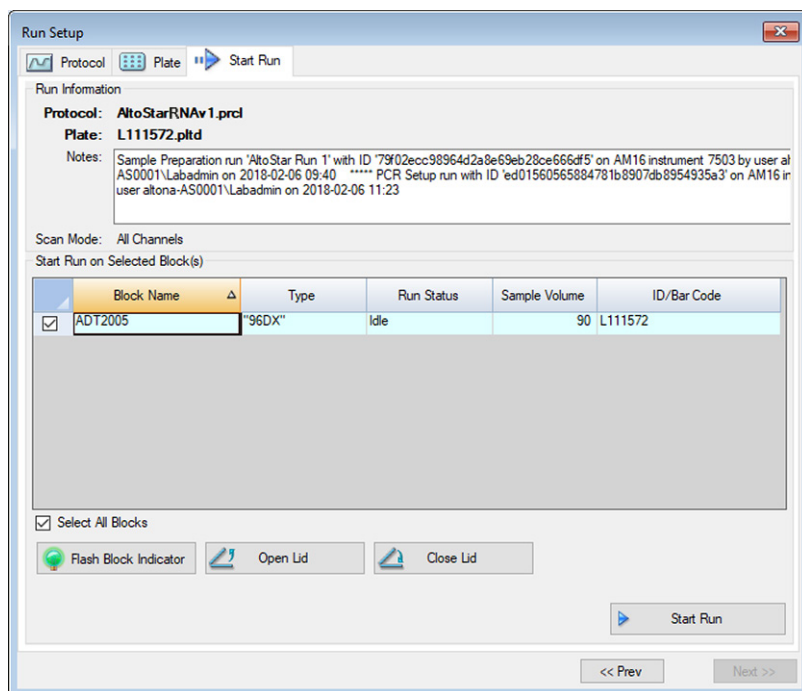 Run Setup
Protocol Plate Start Run
Run Information
Protocol: AltoStarRNAv1.prcl
Plate: L111572.pltd
Notes: Sample Preparation run 'AltoStar Run 1' with ID '79f02ecc98964d2a8e69eb28ce666df5' on AM16 instrument 7503 by user al
AS0001\Labadmin on 2018-02-06 09:40 ***** PCR Setup run with ID 'ed01560565884781b8907db8954935a3' on AM16 in
user altona-AS0001\Labadmin on 2018-02-06 11:23
Scan Mode: All Channels
Start Run on Selected Block(s)
Block Name Type Run Status Sample Volume ID/Bar Code
ADT2005 "96DX" Idle 90 L111572
Select All Blocks
Flash Block Indicator Open Lid Close Lid
Start Run
<< Prev Next >>